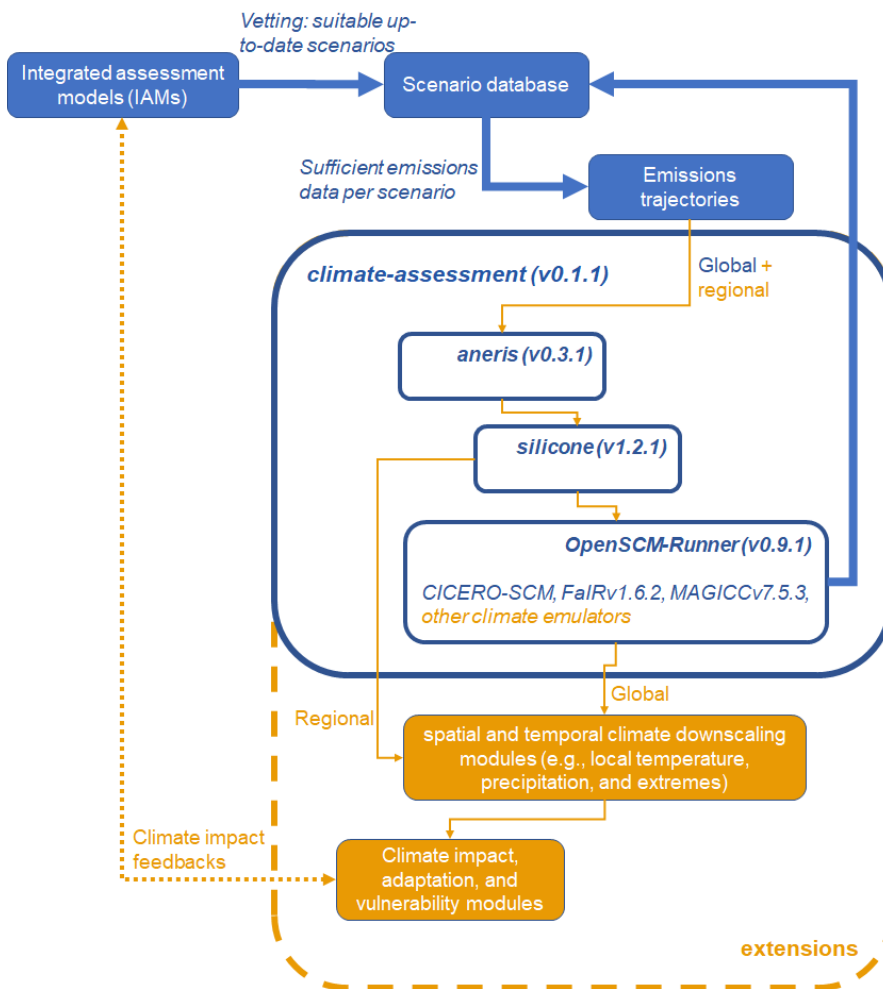 Vetting: suitable up-
to-date scenarios
Integrated assessment
models (IAMs)
Scenario database
Sufficient emissions
data per scenario
Emissions
trajectories
climate-assessment (v0.1.1)
Global +
regional
aneris (v0.3.1)
silicone (v1.2.1)
OpenSCM-Runner (v0.9.1)
CICERO-SCM, FaIRv1.6.2, MAGICCv7.5.3,
other climate emulators
Regional
Global
spatial and temporal climate downscaling
modules (e.g., local temperature,
precipitation, and extremes)
Climate impact
feedbacks
Climate impact,
adaptation, and
vulnerability modules
extensions